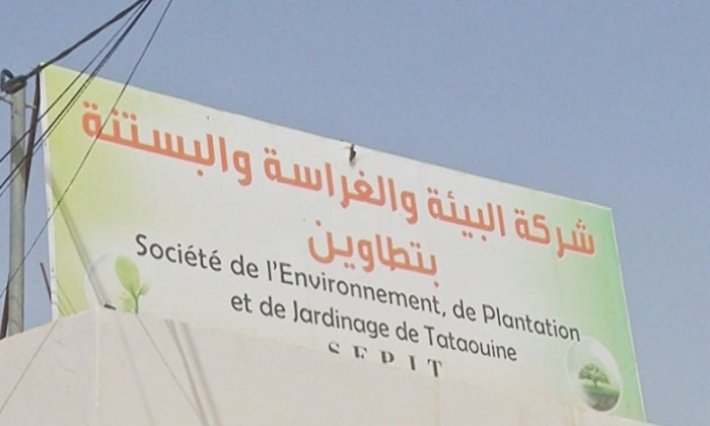 شركة البيئة والغراسة والبستنة
بتطاوين
Société de l'Environnement, de Plantation
et de Jardinage de Tataouine